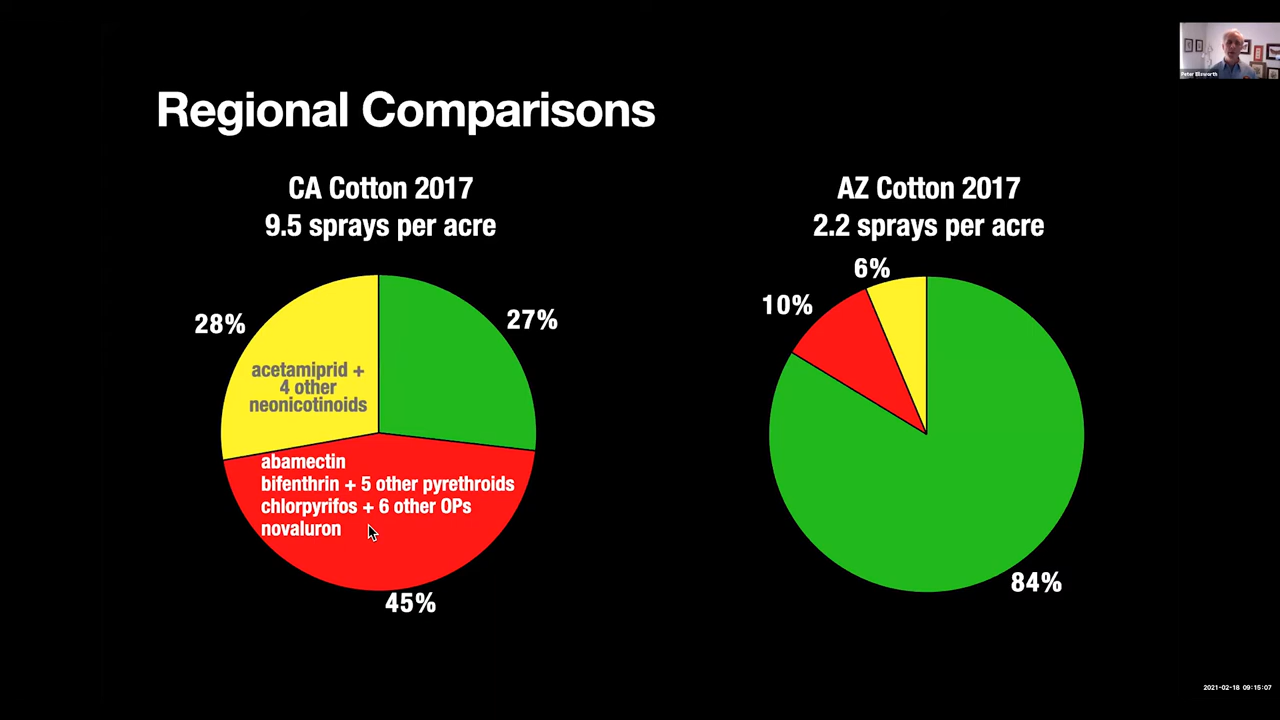 Peter Ellsworth
Regional Comparisons
CA Cotton 2017
9.5 sprays per acre
28%
27%
acetamiprid +
4 other
neonicotinoids
abamectin
bifenthrin + 5 other pyrethroids
chlorpyrifos + 6 other OPs
novaluron
45%
AZ Cotton 2017
2.2 sprays per acre
6%
10%
84%
2021-02-18 09:15:07